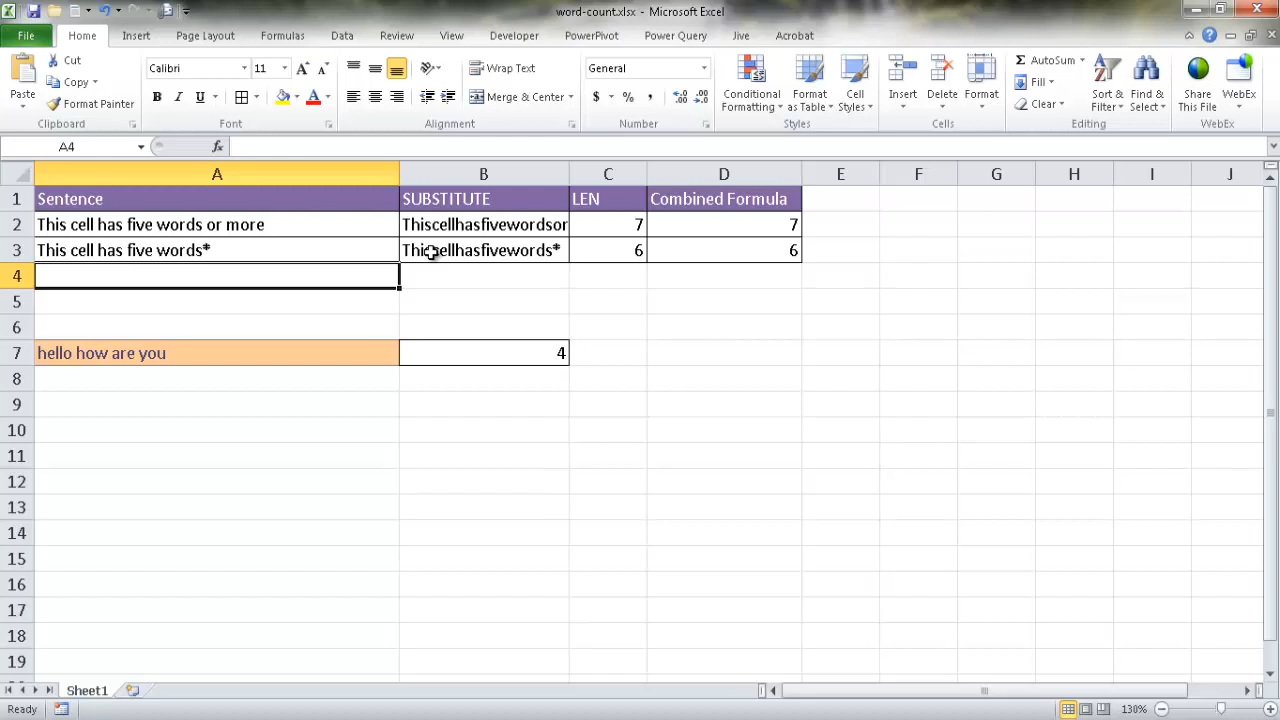 word-count.xlsx - Microsoft Excel
File Home Insert Page Layout Formulas Data Review View Developer PowerPivot Power Query Jive Acrobat
Paste
Cut
Copy
Format Painter
Clipboard
Calibri 11
B I U A
Font
Wrap Text
Merge & Center
Alignment
General
$ % , .0 .00 .00 .0
Number
Conditional Formatting
Format as Table
Cell Styles
Styles
Insert Delete Format
Cells
Σ AutoSum
Fill
Clear
Sort & Filter
Find & Select
Editing
Share This File
WebEx
WebEx
A4 fx
A B C D E F G H I J
1 Sentence SUBSTITUTE LEN Combined Formula
2 This cell has five words or more Thiscellhasfivewordsor 7 7
3 This cell has five words* Thiscellhasfivewords* 6 6
4
5
6
7 hello how are you 4
8
9
10
11
12
13
14
15
16
17
18
19
Sheet1
Ready 130%